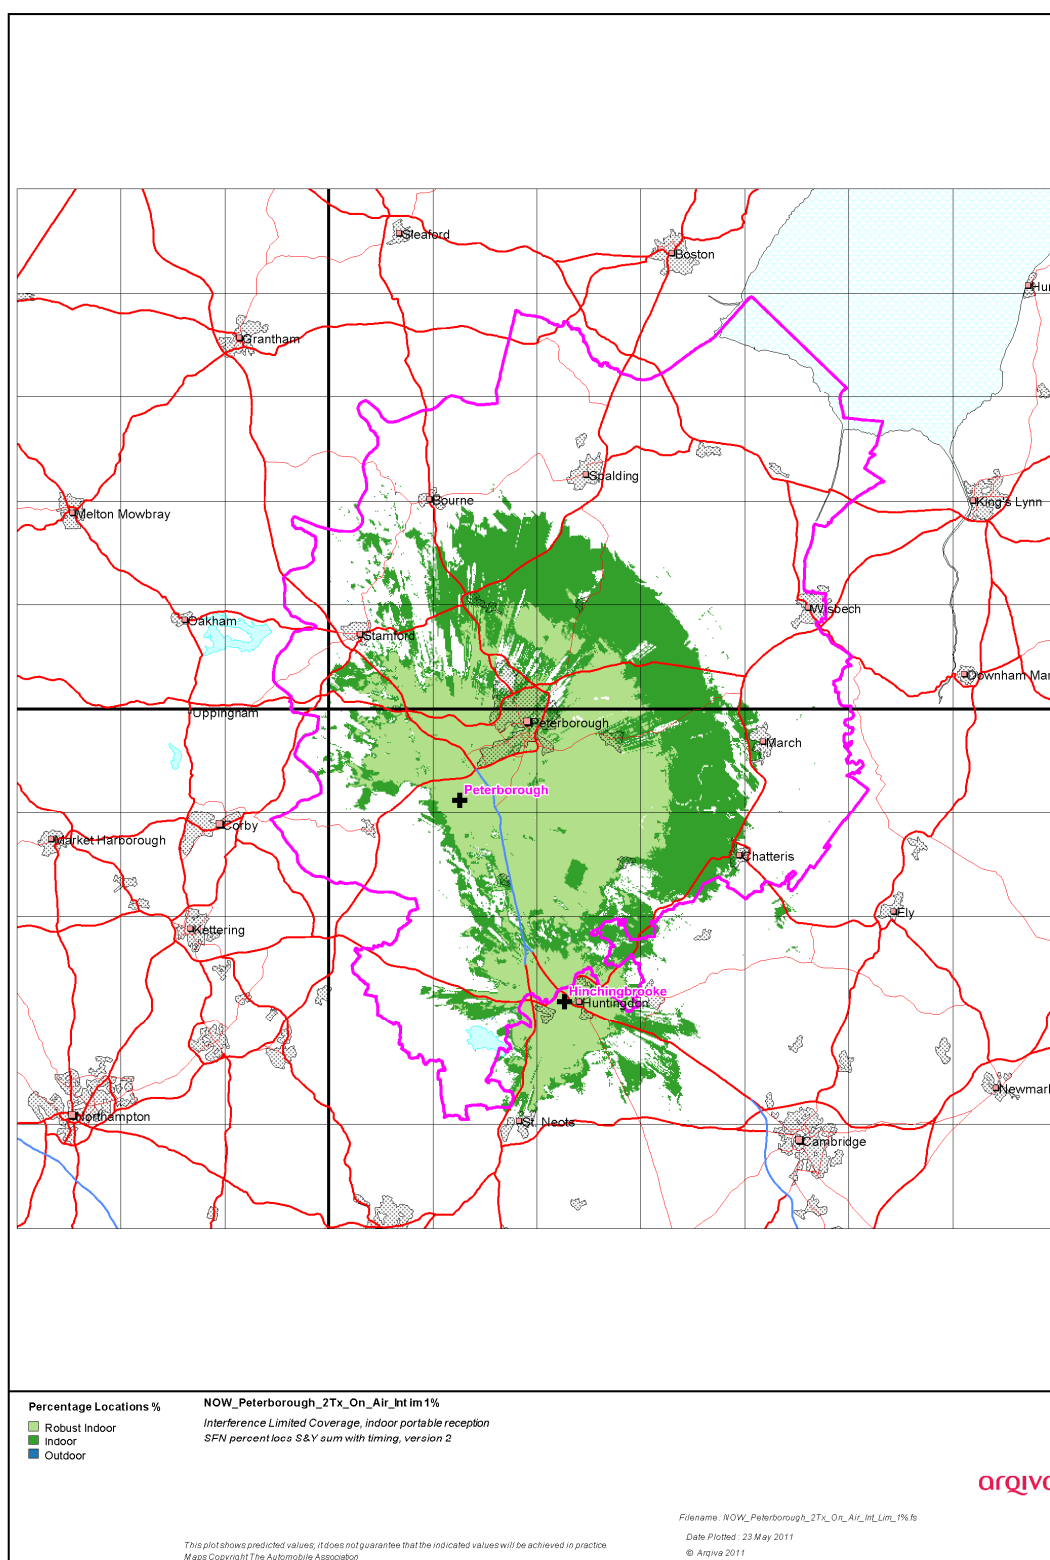 Sleaford
Boston
Grantham
Spalding
Bourne
King's Lynn
Melton Mowbray
Wisbech
Oakham
Stamford
Uppingham
Peterborough
March
Peterborough
Corby
Market Harborough
Chatteris
Ely
Kettering
Hinchingbrooke
Huntingdon
Northampton
St. Neots
Cambridge
Percentage Locations %
Robust Indoor
Indoor
Outdoor
NOW_Peterborough_2Tx_On_Air_Int im 1%
Interference Limited Coverage, indoor portable reception
SFN percent locs S&Y sum with timing, version 2
arqiva
Filename : NOW_Peterborough_2Tx_On_Air_Int_Lim_1%.fs
Date Plotted : 23 May 2011
© Arqiva 2011
This plot shows predicted values; it does not guarantee that the indicated values will be achieved in practice
Maps Copyright The Automobile Association